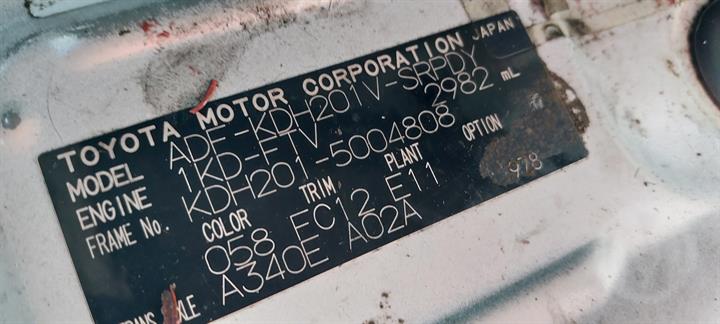 TOYOTA MOTOR CORPORATION JAPAN
MODEL ADF-KDH201V-SRPDY
ENGINE 1KD-FTV 2982 mL
FRAME No. KDH201-5004808
COLOR TRIM PLANT OPTION
058 FC12 E11 978
A340E A02A